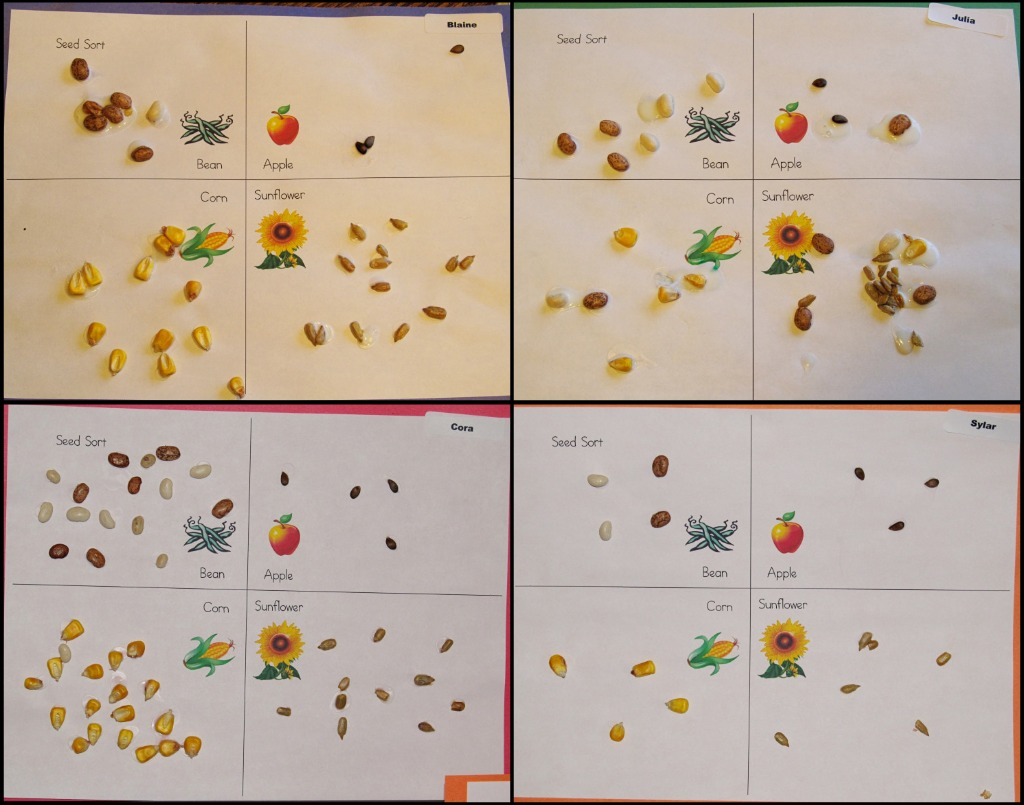 Blaine
Seed Sort
Bean
Apple
Corn
Sunflower
Julia
Seed Sort
Bean
Apple
Corn
Sunflower
Cora
Seed Sort
Bean
Apple
Corn
Sunflower
Sylar
Seed Sort
Bean
Apple
Corn
Sunflower